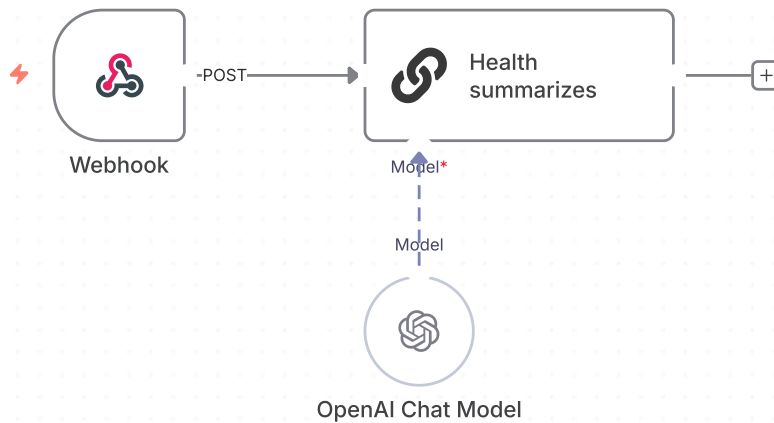 POST
Health
summarizes
Webhook
Model*
Model
OpenAI Chat Model